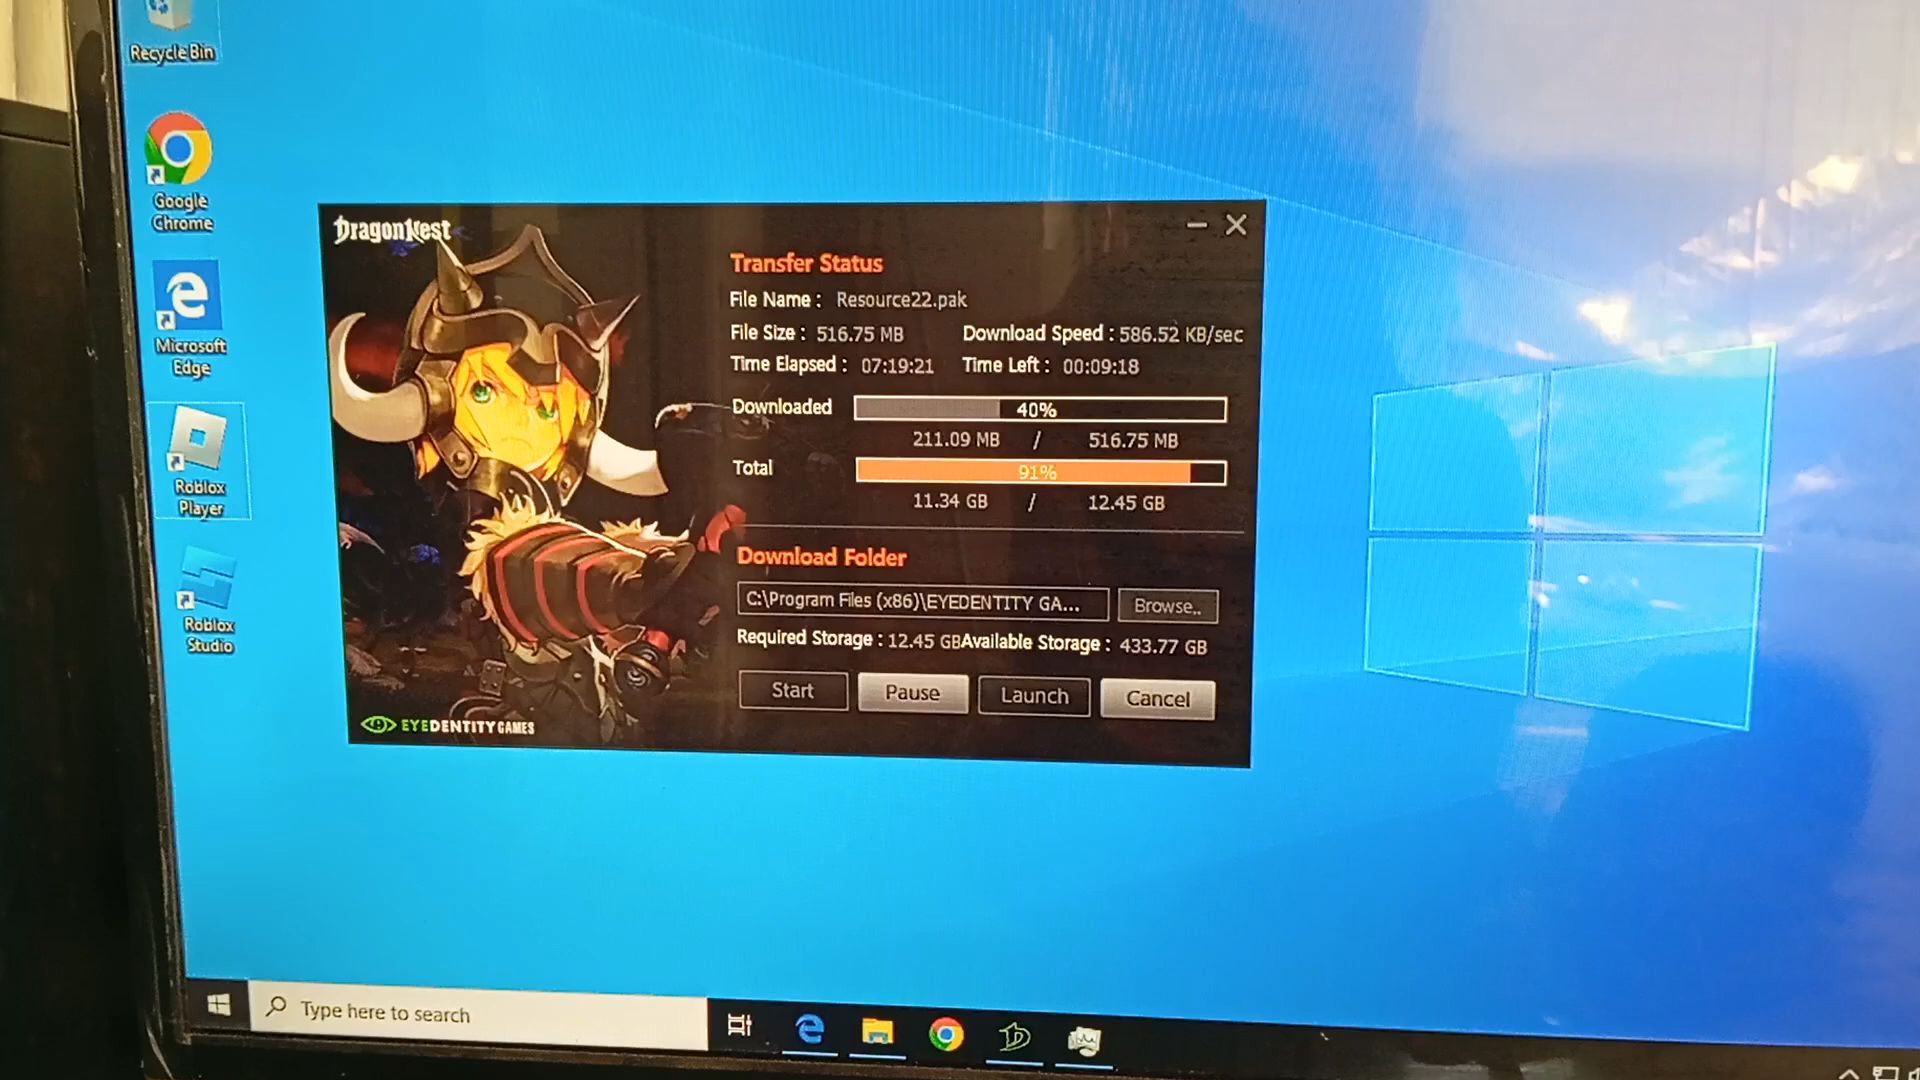 Recycle Bin
Google
Chrome
Microsoft
Edge
Roblox
Player
Roblox
Studio
DragonNest
Transfer Status
File Name : Resource22.pak
File Size : 516.75 MB Download Speed : 586.52 KB/sec
Time Elapsed : 07:19:21 Time Left : 00:09:18
Downloaded 40%
211.09 MB / 516.75 MB
Total 91%
11.34 GB / 12.45 GB
Download Folder
C:\Program Files (x86)\EYEDENTITY GA... Browse..
Required Storage : 12.45 GB Available Storage : 433.77 GB
Start Pause Launch Cancel
EYEDENTITY GAMES
Type here to search